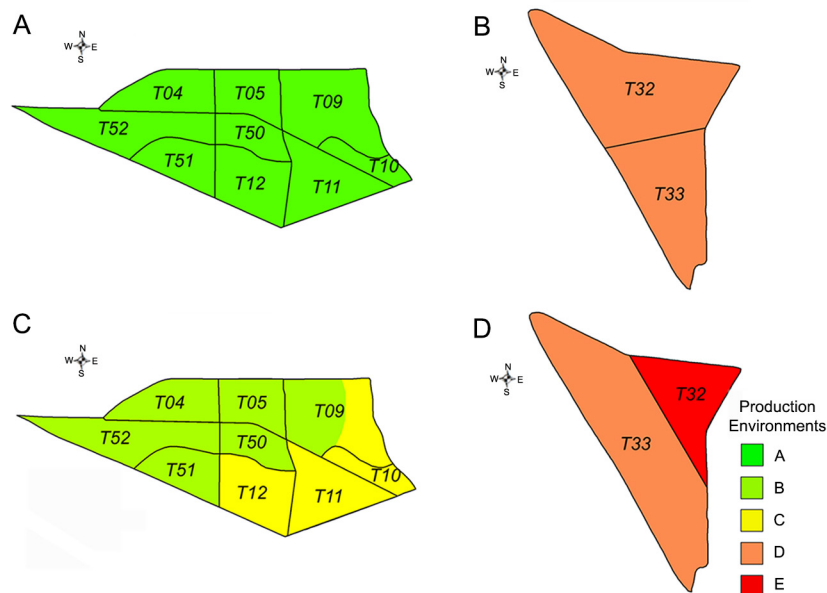 A
N
W E
S
T04
T05
T09
T52
T50
T51
T10
T12
T11
B
N
W E
S
T32
T33
C
N
W E
S
T04
T05
T09
T52
T50
T51
T10
T12
T11
D
N
W E
S
T32
T33
Production
Environments
A
B
C
D
E